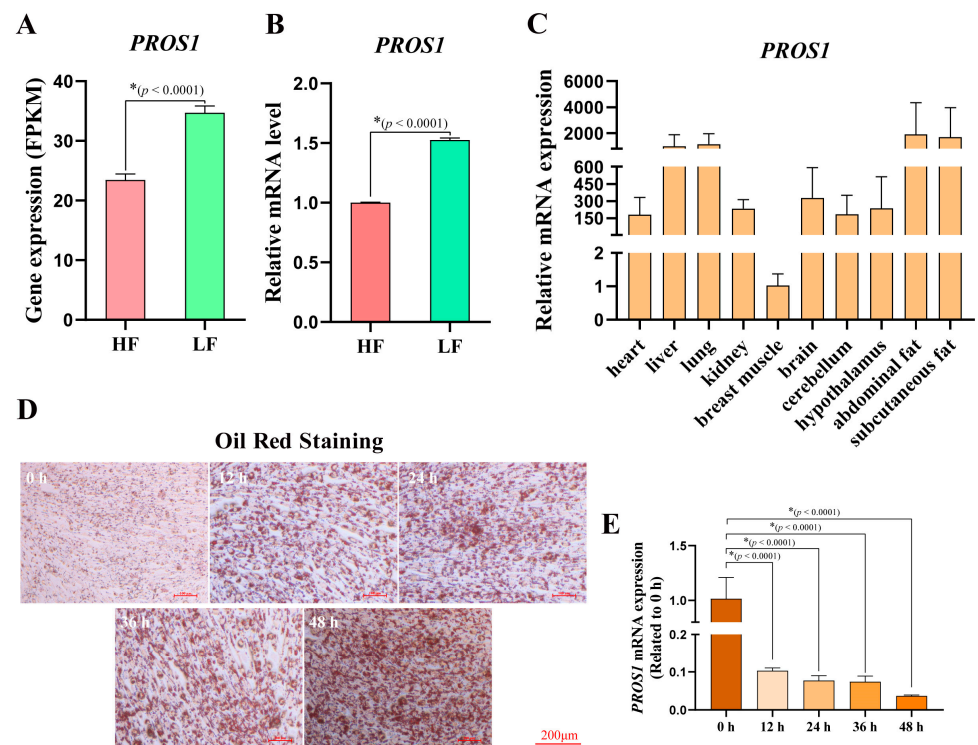 A
PROS1
Gene expression (FPKM)
40
30
20
10
0
*(p < 0.0001)
HF
LF
B
PROS1
Relative mRNA level
2.0
1.5
1.0
0.5
0.0
*(p < 0.0001)
HF
LF
C
PROS1
Relative mRNA expression
6000
4000
2000
600
450
300
150
2
1
0
heart
liver
lung
kidney
breast muscle
brain
cerebellum
hypothalamus
abdominal fat
subcutaneous fat
D
Oil Red Staining
0 h
12 h
24 h
36 h
48 h
200μm
E
PROS1 mRNA expression
(Related to 0 h)
1.5
1.0
0.2
0.1
0.0
*(p < 0.0001)
*(p < 0.0001)
*(p < 0.0001)
*(p < 0.0001)
0 h
12 h
24 h
36 h
48 h